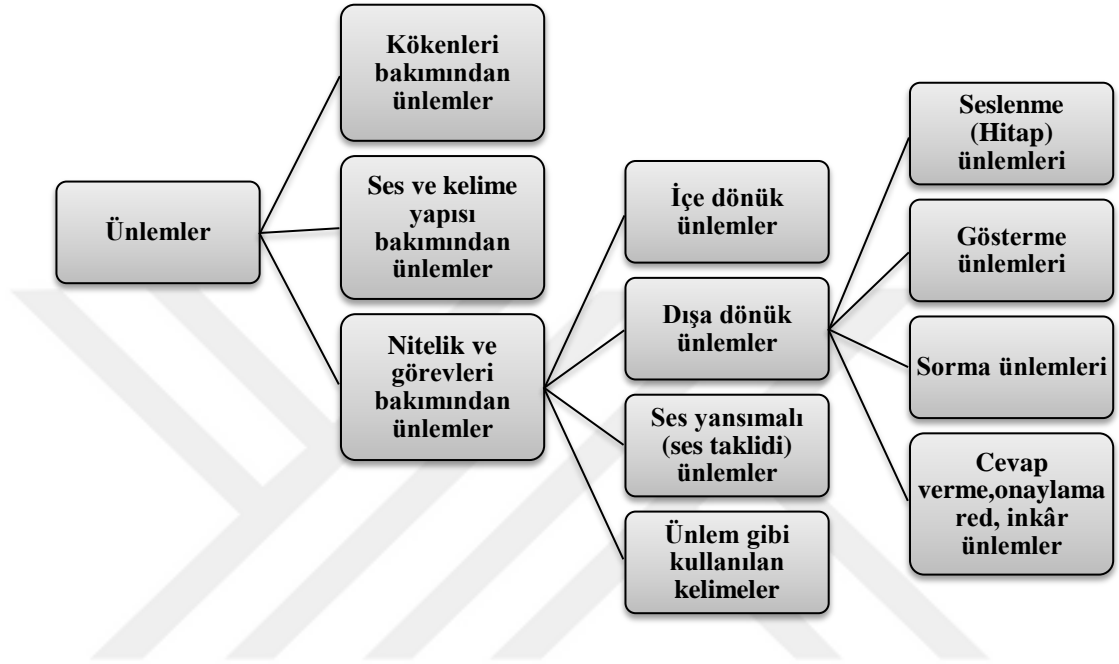 Ünlemler
Kökenleri
bakımından
ünlemler
Ses ve kelime
yapısı
bakımından
ünlemler
Nitelik ve
görevleri
bakımından
ünlemler
İçe dönük
ünlemler
Dışa dönük
ünlemler
Ses yansımalı
(ses taklidi)
ünlemler
Ünlem gibi
kullanılan
kelimeler
Seslenme
(Hitap)
ünlemleri
Gösterme
ünlemleri
Sorma ünlemleri
Cevap
verme,onaylama
red, inkâr
ünlemler